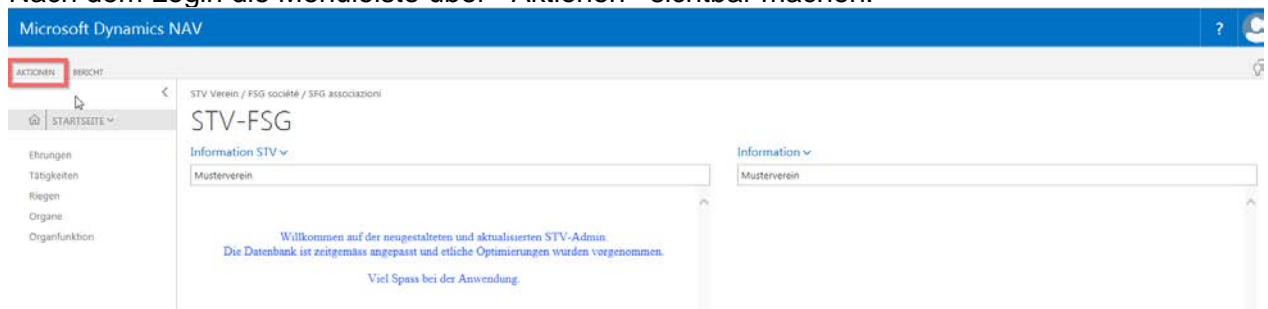 Nach dem Login die Menüleiste über "Aktionen" sichtbar machen.
Microsoft Dynamics NAV ?
AKTIONEN BERICHT
STV Verein / FSG société / SFG associazioni
STARTSEITE
STV-FSG
Information STV
Information
Ehrungen
Musterverein
Musterverein
Tätigkeiten
Riegen
Organe
Organfunktion
Willkommen auf der neugestalteten und aktualisierten STV-Admin.
Die Datenbank ist zeitgemäss angepasst und etliche Optimierungen wurden vorgenommen.
Viel Spass bei der Anwendung.